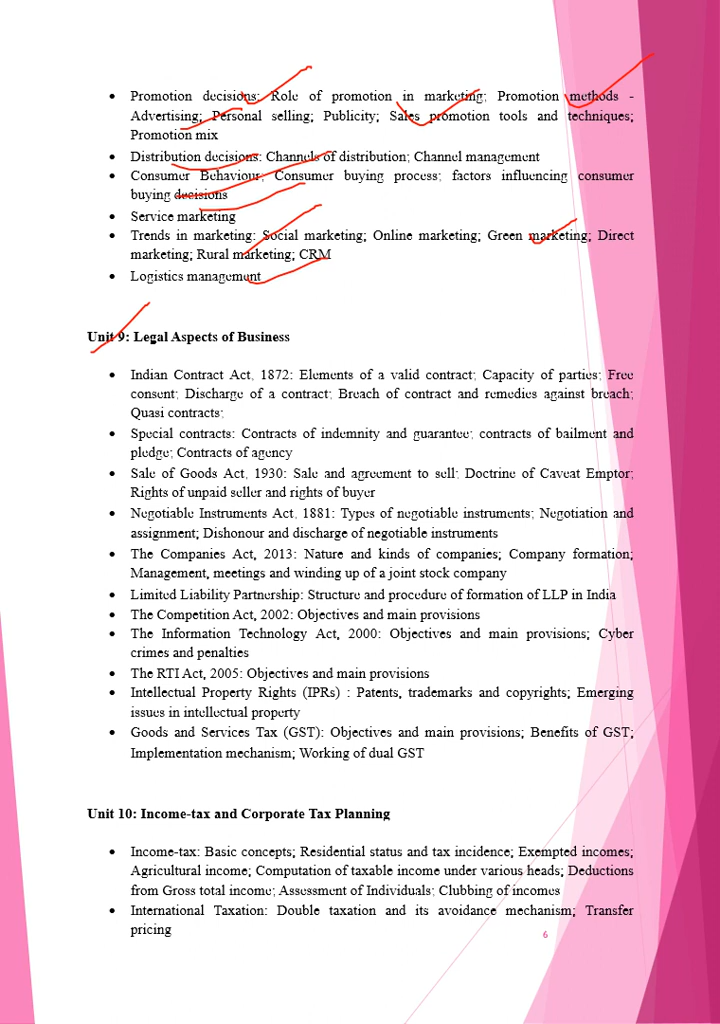 • Promotion decisions: Role of promotion in marketing; Promotion methods -
Advertising; Personal selling; Publicity; Sales promotion tools and techniques;
Promotion mix
• Distribution decisions: Channels of distribution; Channel management
• Consumer Behaviour; Consumer buying process; factors influencing consumer
buying decisions
• Service marketing
• Trends in marketing: Social marketing; Online marketing; Green marketing; Direct
marketing; Rural marketing; CRM
• Logistics management
Unit 9: Legal Aspects of Business
• Indian Contract Act, 1872: Elements of a valid contract; Capacity of parties; Free
consent; Discharge of a contract; Breach of contract and remedies against breach;
Quasi contracts;
• Special contracts: Contracts of indemnity and guarantee; contracts of bailment and
pledge; Contracts of agency
• Sale of Goods Act, 1930: Sale and agreement to sell; Doctrine of Caveat Emptor;
Rights of unpaid seller and rights of buyer
• Negotiable Instruments Act, 1881: Types of negotiable instruments; Negotiation and
assignment; Dishonour and discharge of negotiable instruments
• The Companies Act, 2013: Nature and kinds of companies; Company formation;
Management, meetings and winding up of a joint stock company
• Limited Liability Partnership: Structure and procedure of formation of LLP in India
• The Competition Act, 2002: Objectives and main provisions
• The Information Technology Act, 2000: Objectives and main provisions; Cyber
crimes and penalties
• The RTI Act, 2005: Objectives and main provisions
• Intellectual Property Rights (IPRs) : Patents, trademarks and copyrights; Emerging
issues in intellectual property
• Goods and Services Tax (GST): Objectives and main provisions; Benefits of GST;
Implementation mechanism; Working of dual GST
Unit 10: Income-tax and Corporate Tax Planning
• Income-tax: Basic concepts; Residential status and tax incidence; Exempted incomes;
Agricultural income; Computation of taxable income under various heads; Deductions
from Gross total income; Assessment of Individuals; Clubbing of incomes
• International Taxation: Double taxation and its avoidance mechanism; Transfer
pricing
6